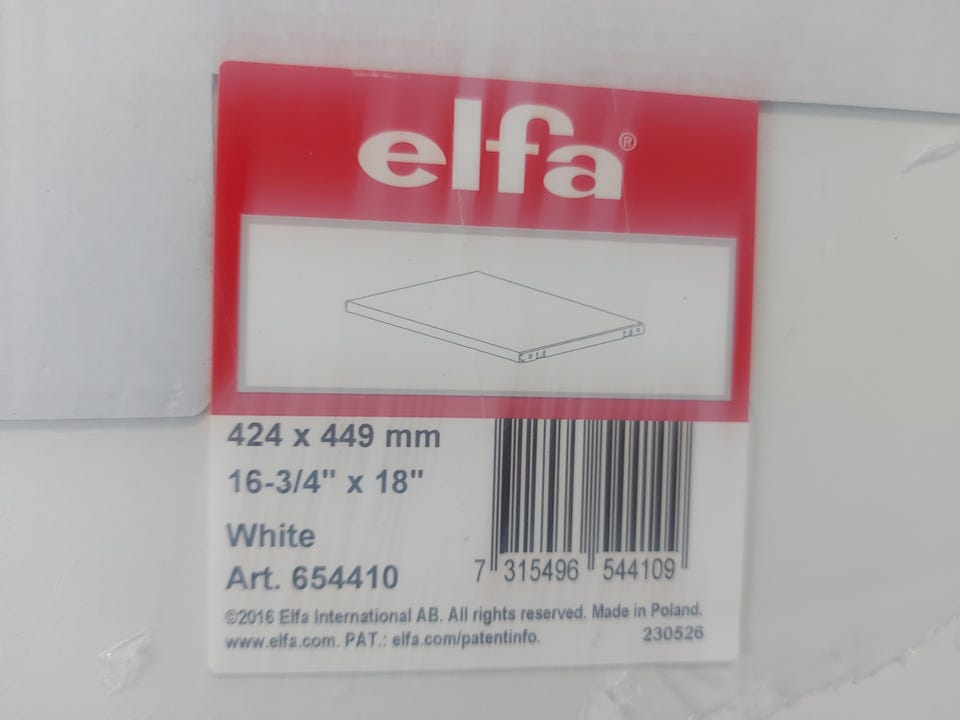 elfa®
424 x 449 mm
16-3/4" x 18"
White
Art. 654410
7 315496 544109
©2016 Elfa International AB. All rights reserved. Made in Poland.
www.elfa.com. PAT.: elfa.com/patentinfo. 230526